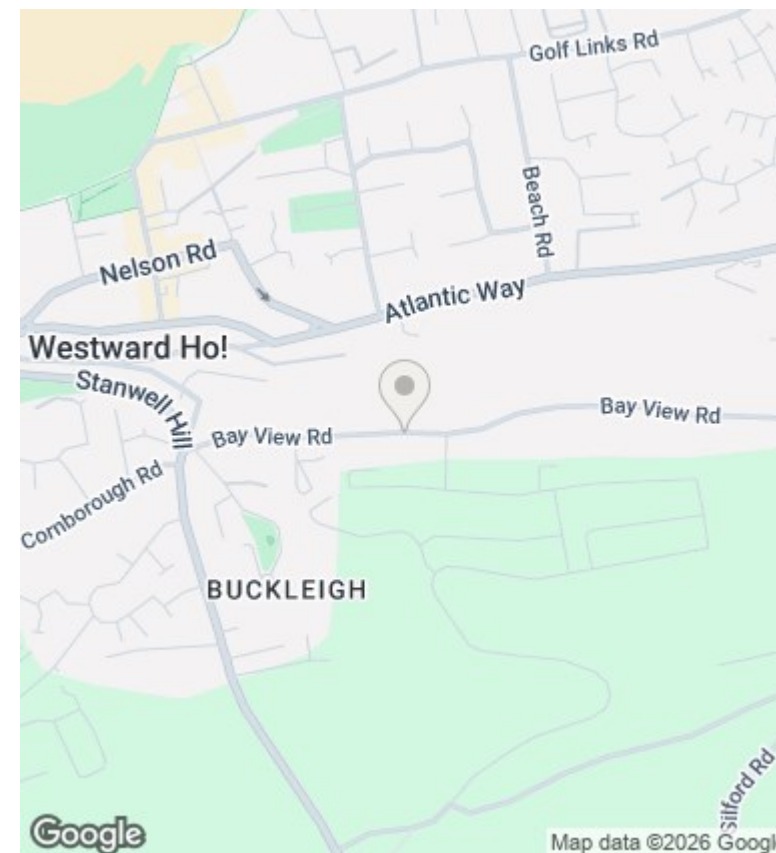 Golf Links Rd
Beach Rd
Nelson Rd
Atlantic Way
Westward Ho!
Stanwell Hill
Bay View Rd
Bay View Rd
Cornborough Rd
BUCKLEIGH
Silford Rd
Google
Map data ©2026 Googl